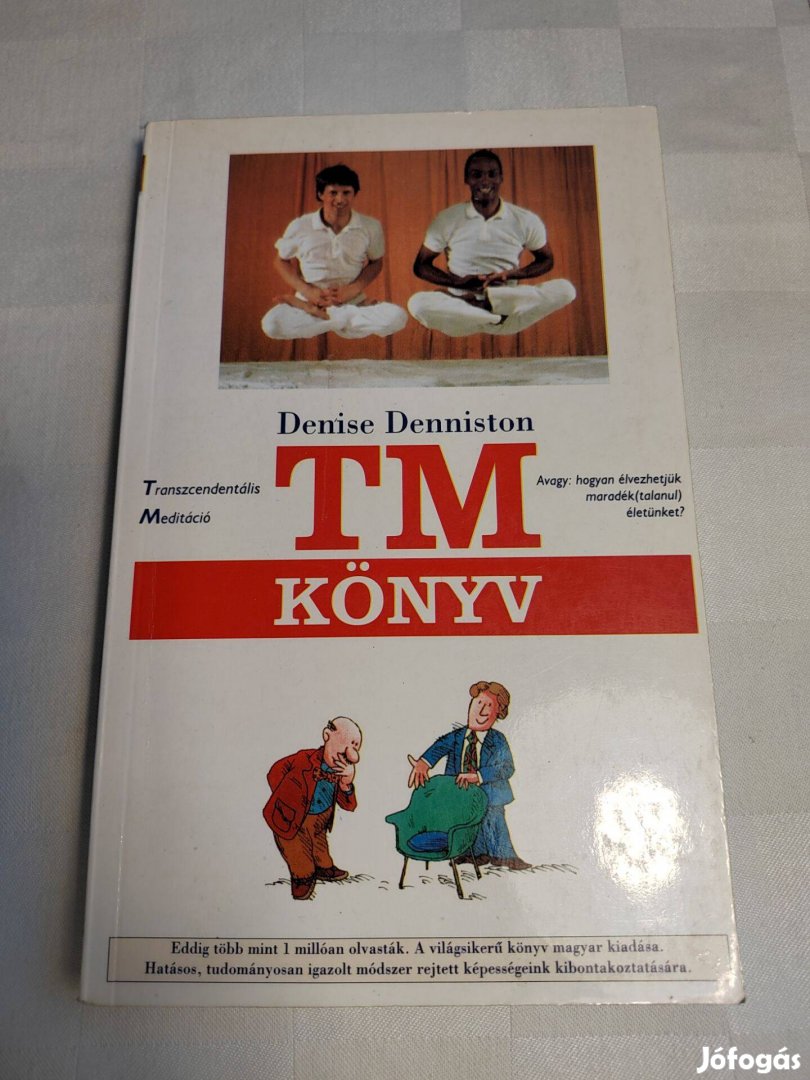 Denise Denniston
Transzcendentális
Meditáció
TM
Avagy: hogyan élvezhetjük
maradék(talanul)
életünket?
KÖNYV
Eddig több mint 1 millóan olvasták. A világsikerű könyv magyar kiadása.
Hatásos, tudományosan igazolt módszer rejtett képességeink kibontakoztatására.
Jófogás